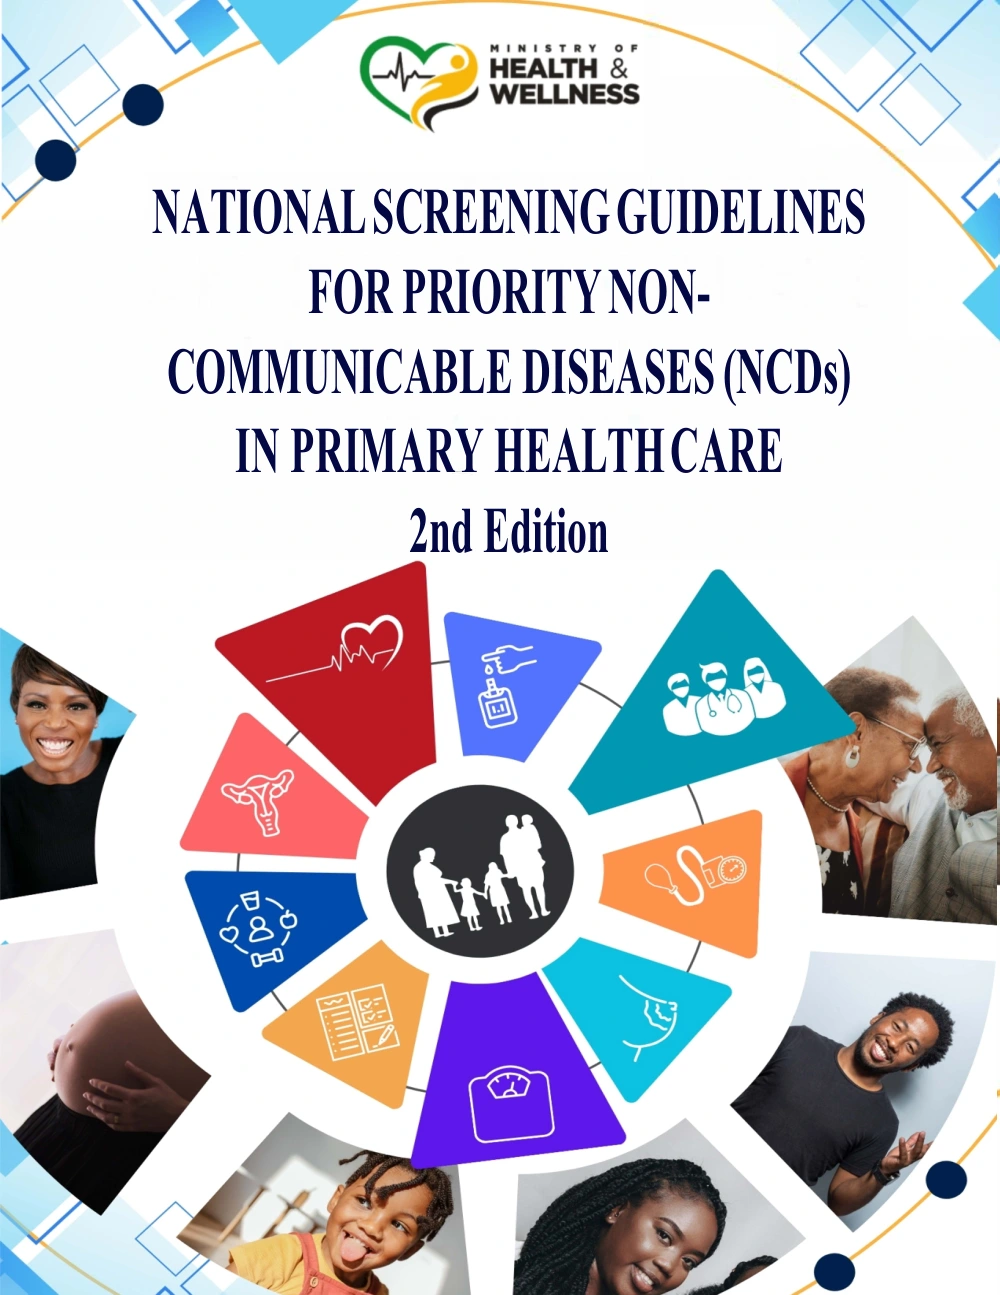 MINISTRY OF
HEALTH &
WELLNESS
NATIONAL SCREENING GUIDELINES
FOR PRIORITY NON-
COMMUNICABLE DISEASES (NCDs)
IN PRIMARY HEALTH CARE
2nd Edition